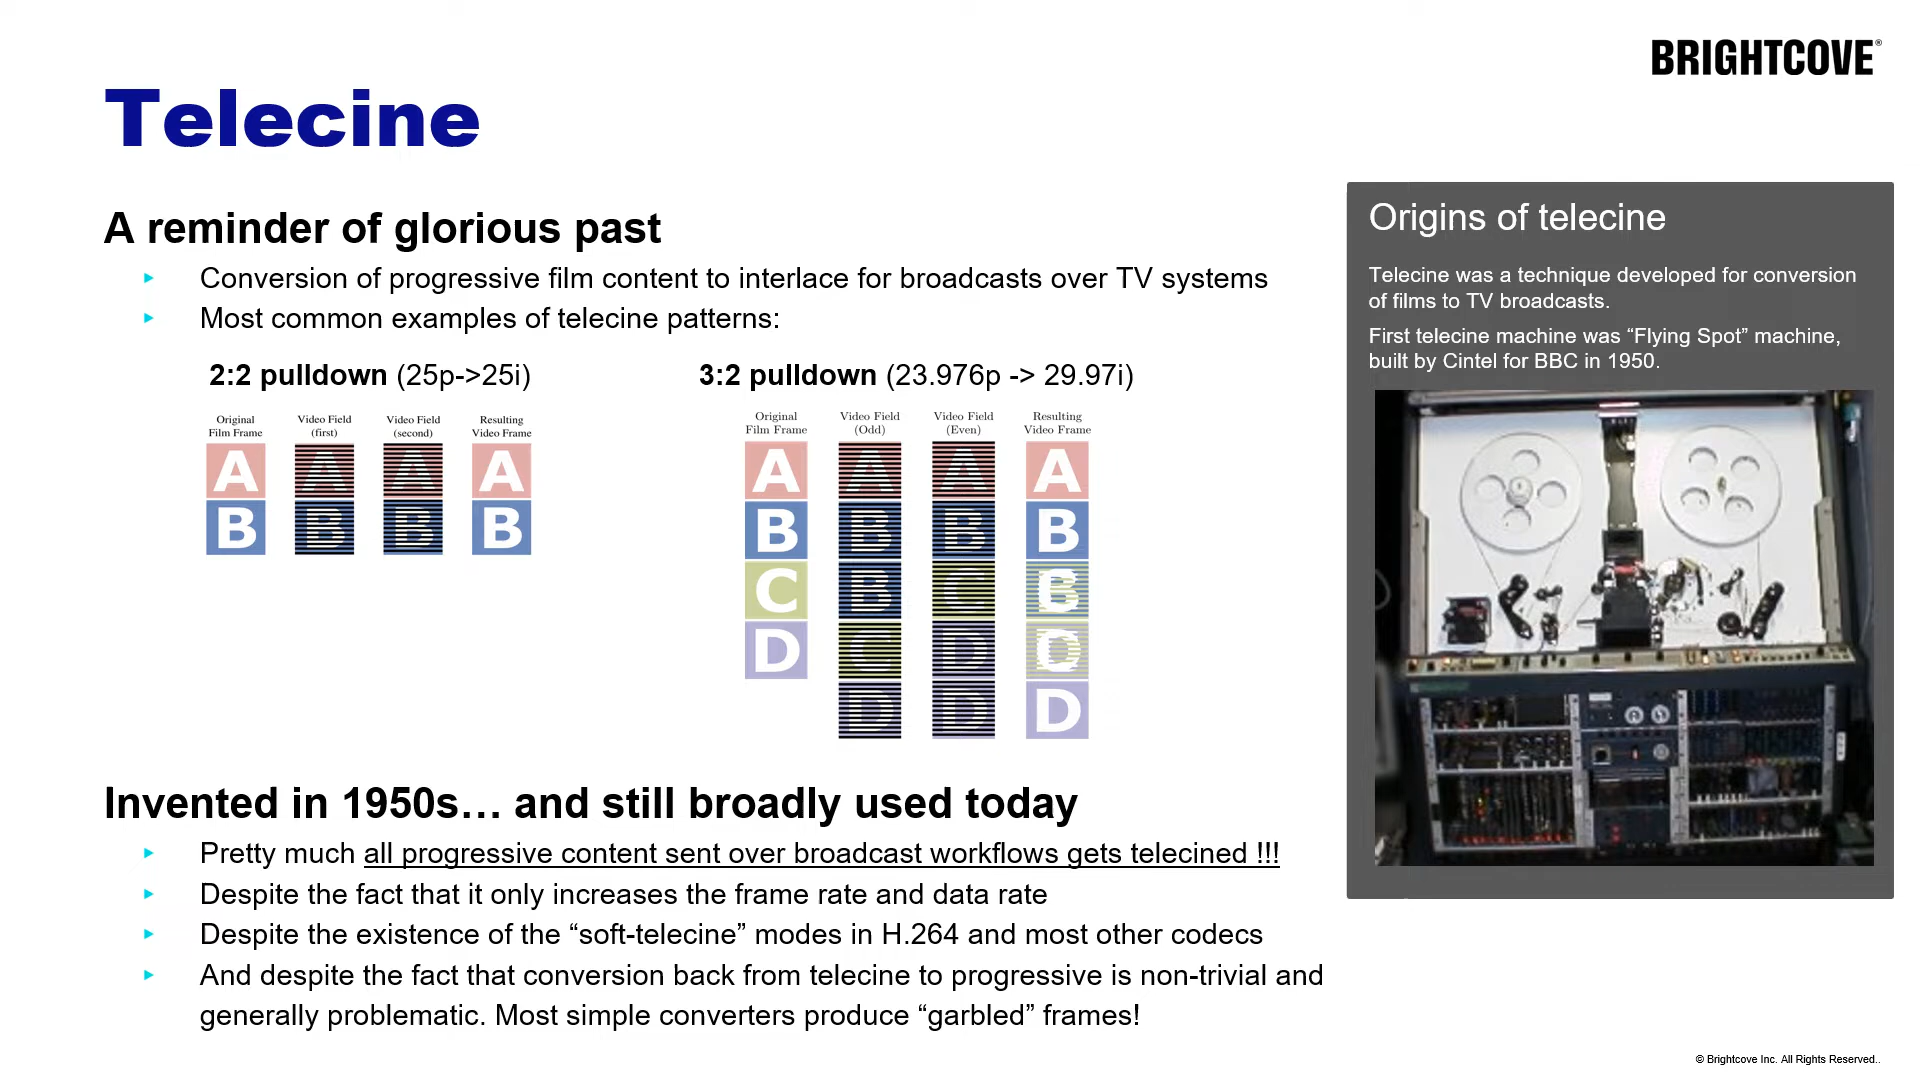 BRIGHTCOVE®
Telecine
A reminder of glorious past
Conversion of progressive film content to interlace for broadcasts over TV systems
Most common examples of telecine patterns:
2:2 pulldown (25p->25i)
Original
Film Frame
Video Field
(first)
Video Field
(second)
Resulting
Video Frame
A A A A
B B B B
3:2 pulldown (23.976p -> 29.97i)
Original
Film Frame
Video Field
(Odd)
Video Field
(Even)
Resulting
Video Frame
A A A A
B B B B
C B C
D C D
D D D
Invented in 1950s… and still broadly used today
Pretty much all progressive content sent over broadcast workflows gets telecined !!!
Despite the fact that it only increases the frame rate and data rate
Despite the existence of the “soft-telecine” modes in H.264 and most other codecs
And despite the fact that conversion back from telecine to progressive is non-trivial and
generally problematic. Most simple converters produce “garbled” frames!
Origins of telecine
Telecine was a technique developed for conversion
of films to TV broadcasts.
First telecine machine was “Flying Spot” machine,
built by Cintel for BBC in 1950.
© Brightcove Inc. All Rights Reserved..